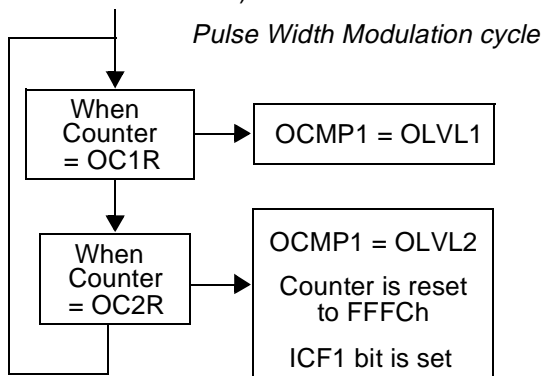 Pulse Width Modulation cycle
When
Counter
= OC1R
OCMP1 = OLVL1
When
Counter
= OC2R
OCMP1 = OLVL2
Counter is reset
to FFFCh
ICF1 bit is set